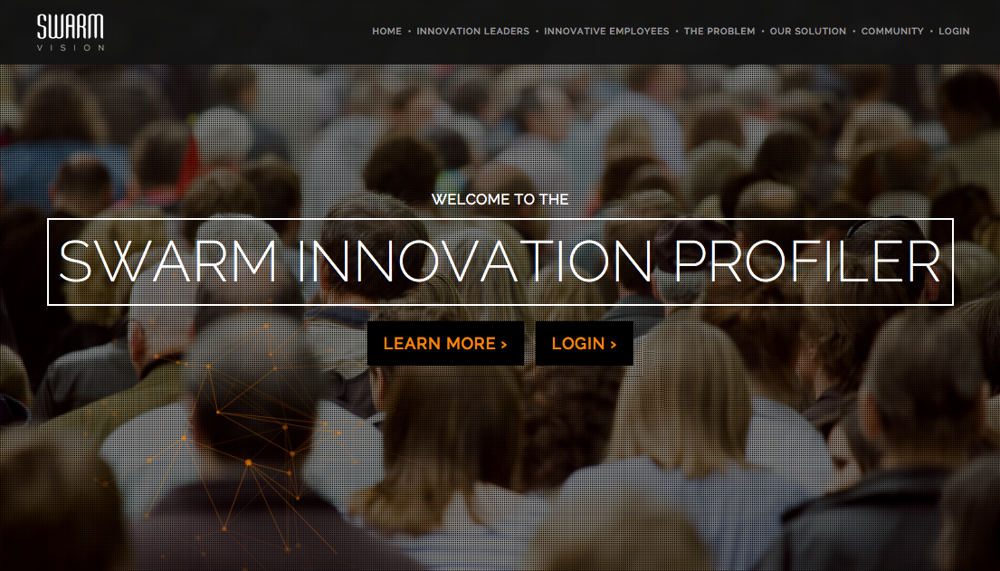 SWARM
VISION
HOME • INNOVATION LEADERS • INNOVATIVE EMPLOYEES • THE PROBLEM • OUR SOLUTION • COMMUNITY • LOGIN
WELCOME TO THE
SWARM INNOVATION PROFILER
LEARN MORE › LOGIN ›